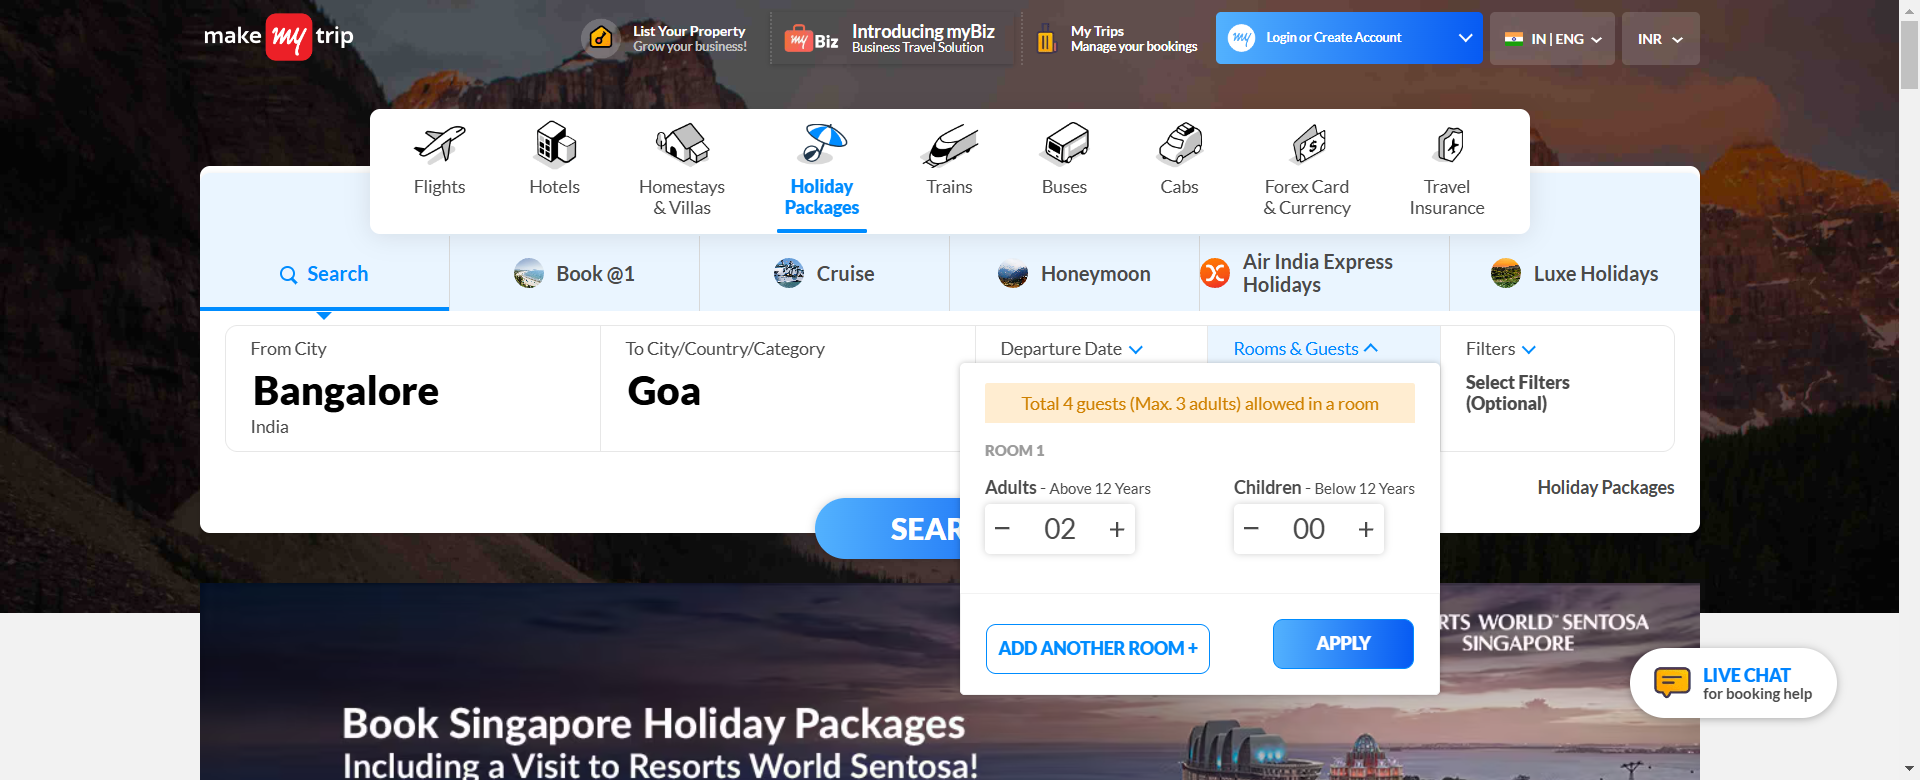 make my trip
List Your Property
Grow your business!
my Biz
Introducing myBiz
Business Travel Solution
My Trips
Manage your bookings
my
Login or Create Account
IN | ENG
INR
Flights
Hotels
Homestays
& Villas
Holiday
Packages
Trains
Buses
Cabs
Forex Card
& Currency
Travel
Insurance
Search
Book @1
Cruise
Honeymoon
Air India Express
Holidays
Luxe Holidays
From City
Bangalore
India
To City/Country/Category
Goa
Departure Date
Rooms & Guests
Filters
Select Filters
(Optional)
Total 4 guests (Max. 3 adults) allowed in a room
ROOM 1
Adults - Above 12 Years
Children - Below 12 Years
− 02 +
− 00 +
Holiday Packages
SEAR
ADD ANOTHER ROOM +
APPLY
RTS WORLD™ SENTOSA
SINGAPORE
LIVE CHAT
for booking help
Book Singapore Holiday Packages
Including a Visit to Resorts World Sentosa!